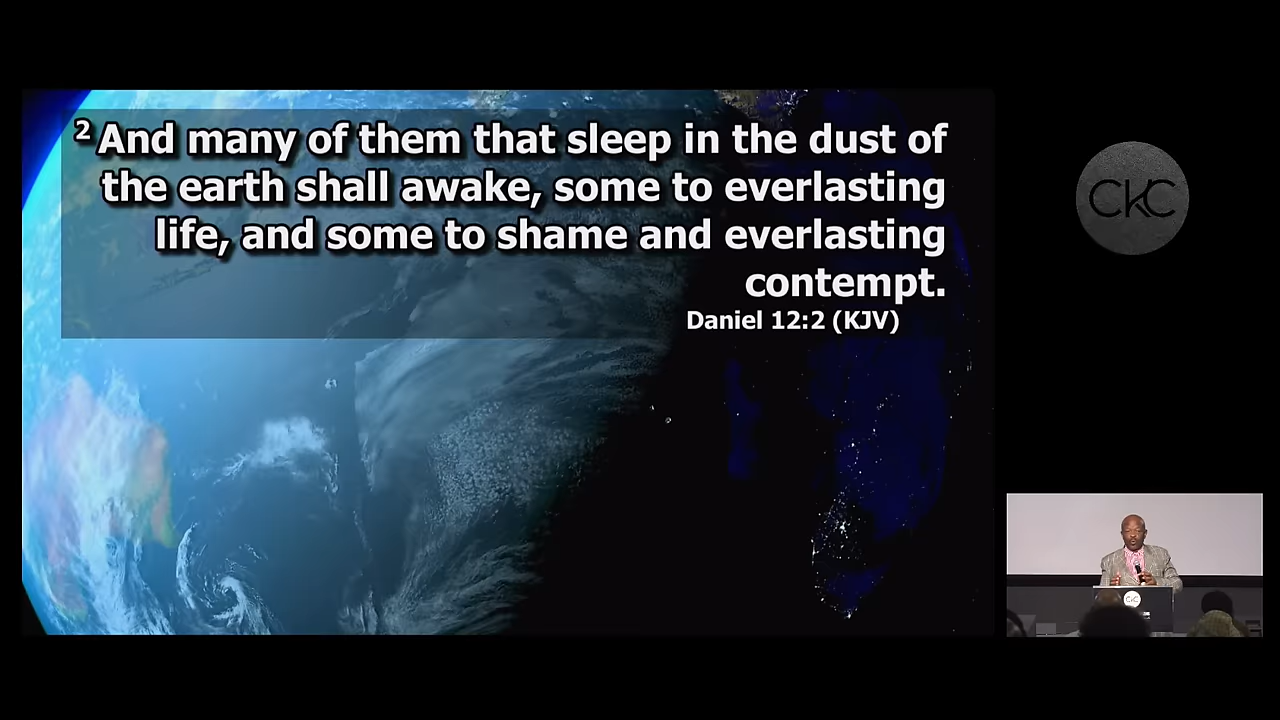 2 And many of them that sleep in the dust of
the earth shall awake, some to everlasting
life, and some to shame and everlasting
contempt.
Daniel 12:2 (KJV)
CKC
CKC